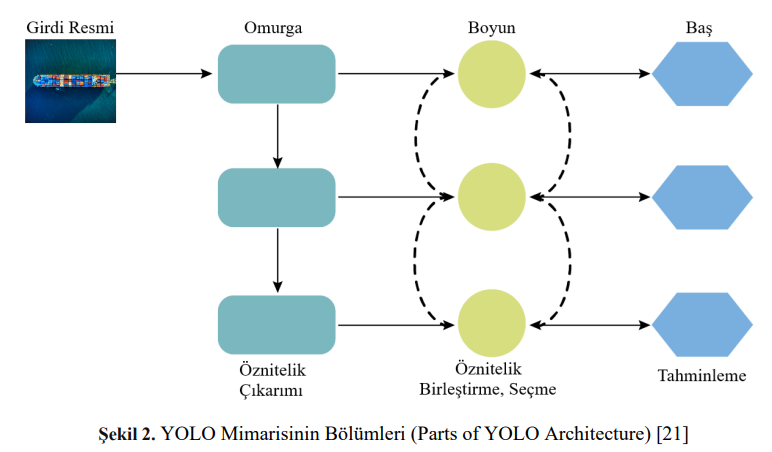 Girdi Resmi Omurga Boyun Baş
Öznitelik
Çıkarımı
Öznitelik
Birleştirme, Seçme
Tahminleme
Şekil 2. YOLO Mimarisinin Bölümleri (Parts of YOLO Architecture) [21]